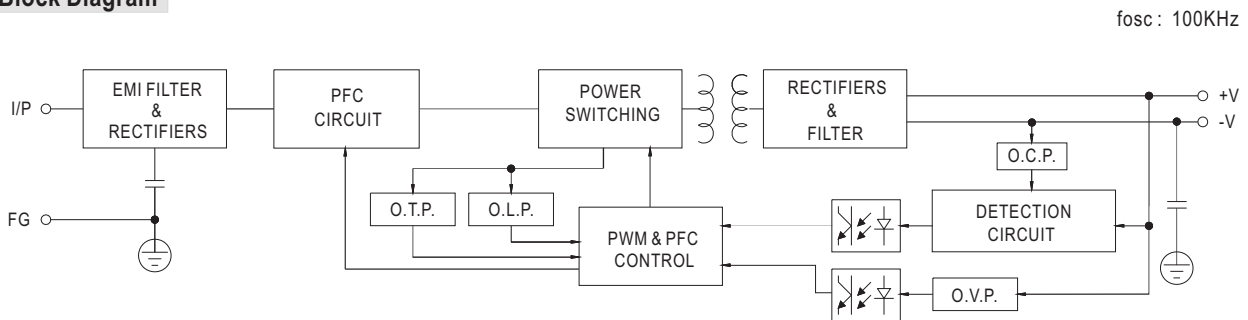 Block Diagram
fosc : 100KHz
I/P
EMI FILTER
&
RECTIFIERS
PFC
CIRCUIT
POWER
SWITCHING
RECTIFIERS
&
FILTER
+V
-V
O.C.P.
O.T.P.
O.L.P.
FG
PWM & PFC
CONTROL
DETECTION
CIRCUIT
O.V.P.